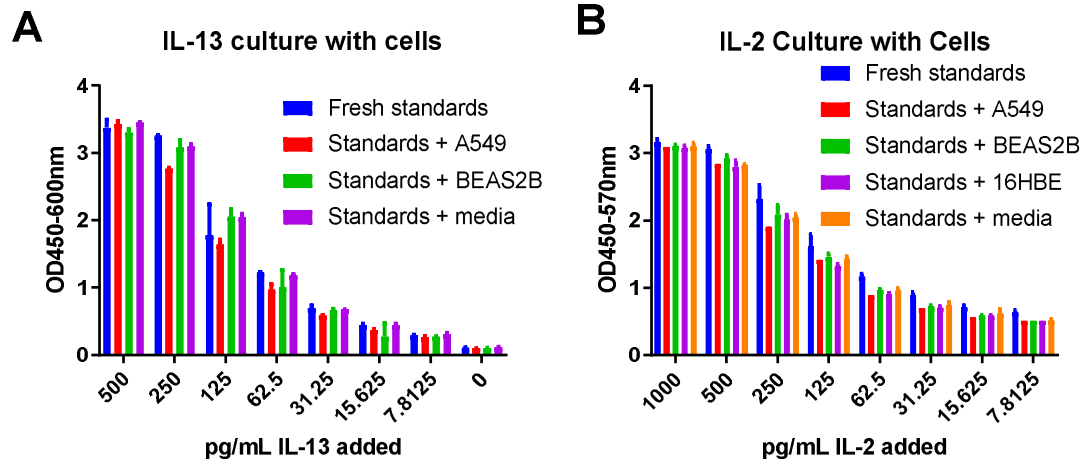 A
IL-13 culture with cells
OD450-600nm
4
3
2
1
0
Fresh standards
Standards + A549
Standards + BEAS2B
Standards + media
500
250
125
62.5
31.25
15.625
7.8125
0
pg/mL IL-13 added
B
IL-2 Culture with Cells
OD450-570nm
4
3
2
1
0
Fresh standards
Standards + A549
Standards + BEAS2B
Standards + 16HBE
Standards + media
1000
500
250
125
62.5
31.25
15.625
7.8125
pg/mL IL-2 added